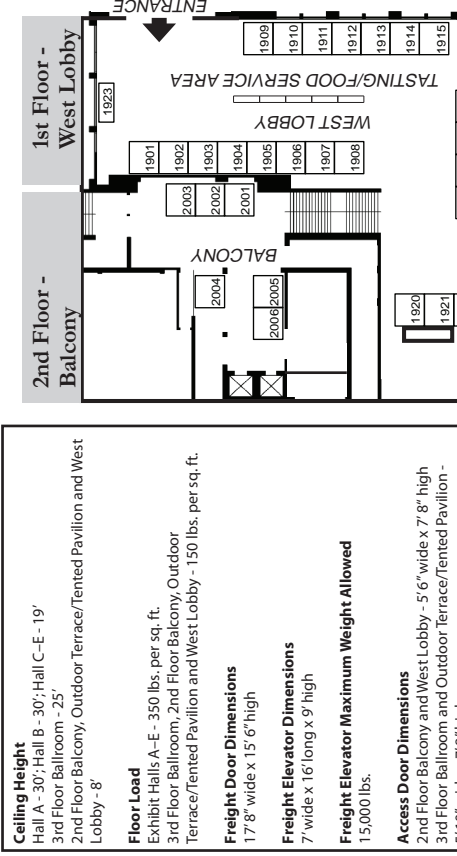 Ceiling Height
Hall A - 30'; Hall B - 30'; Hall C–E - 19'
3rd Floor Ballroom - 25'
2nd Floor Balcony, Outdoor Terrace/Tented Pavilion and West
Lobby - 8'
Floor Load
Exhibit Halls A–E - 350 lbs. per sq. ft.
3rd Floor Ballroom, 2nd Floor Balcony, Outdoor
Terrace/Tented Pavilion and West Lobby - 150 lbs. per sq. ft.
Freight Door Dimensions
17'8" wide x 15' 6" high
Freight Elevator Dimensions
7' wide x 16' long x 9' high
Freight Elevator Maximum Weight Allowed
15,000 lbs.
Access Door Dimensions
2nd Floor Balcony and West Lobby - 5'6" wide x 7' 8" high
3rd Floor Ballroom and Outdoor Terrace/Tented Pavilion -
2nd Floor -
Balcony
1st Floor -
West Lobby
ENTRANCE
1923
1901
1902
1903
1904
1905
1906
1907
1908
1909
1910
1911
1912
1913
1914
1915
TASTING/FOOD SERVICE AREA
WEST LOBBY
2003
2002
2001
BALCONY
2004
2006
2005
1920
1921